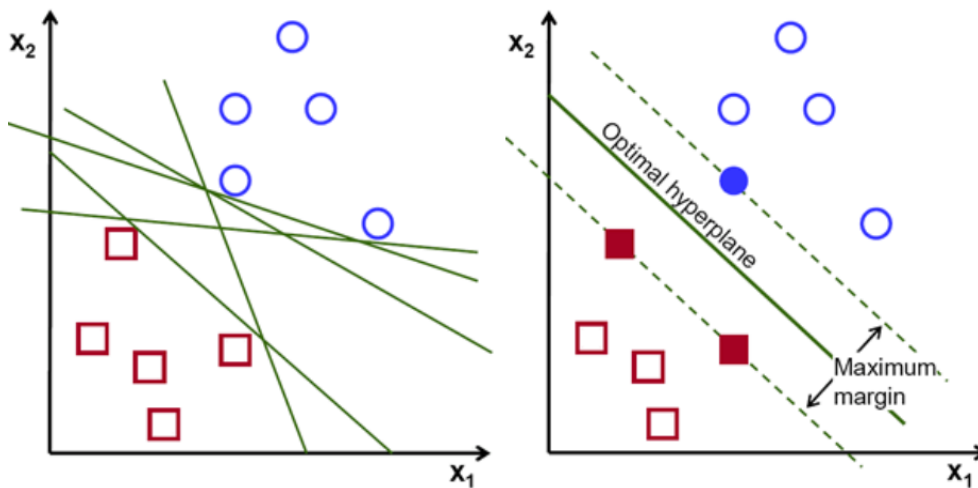 x₂
x₁
x₂
Optimal hyperplane
Maximum
margin
x₁